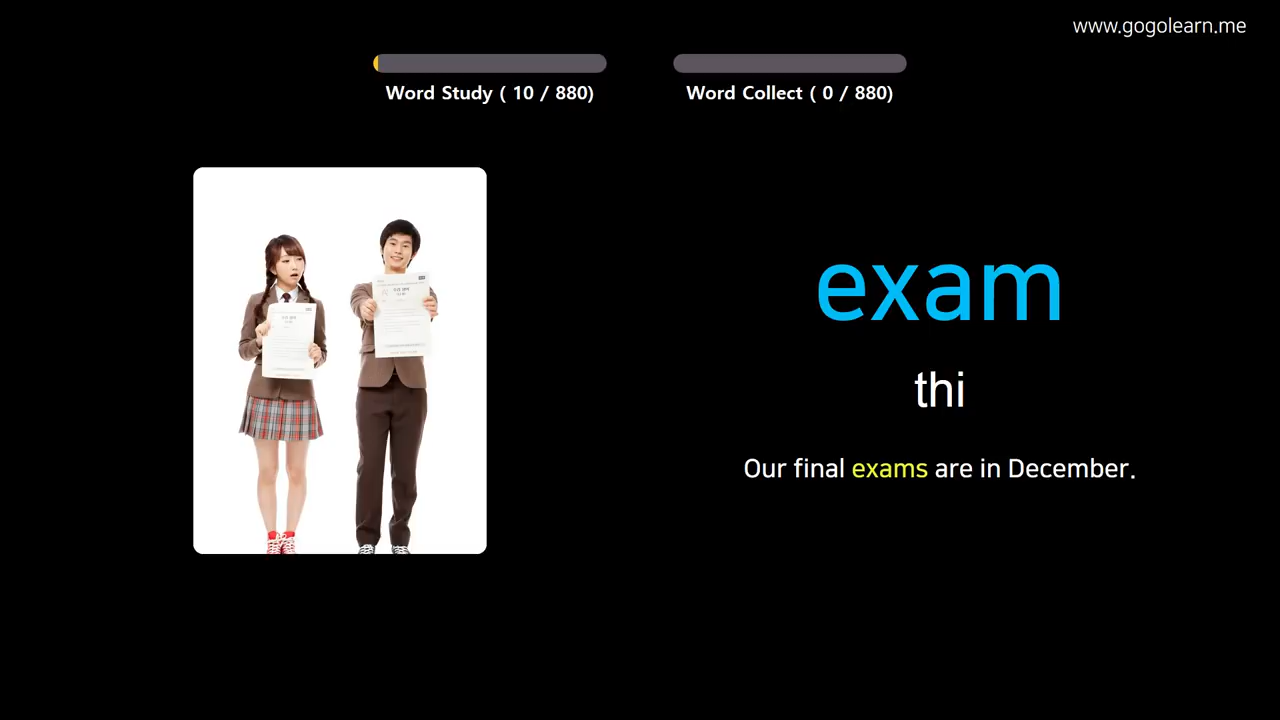 www.gogolearn.me
Word Study ( 10 / 880)
Word Collect ( 0 / 880)
exam
thi
Our final exams are in December.